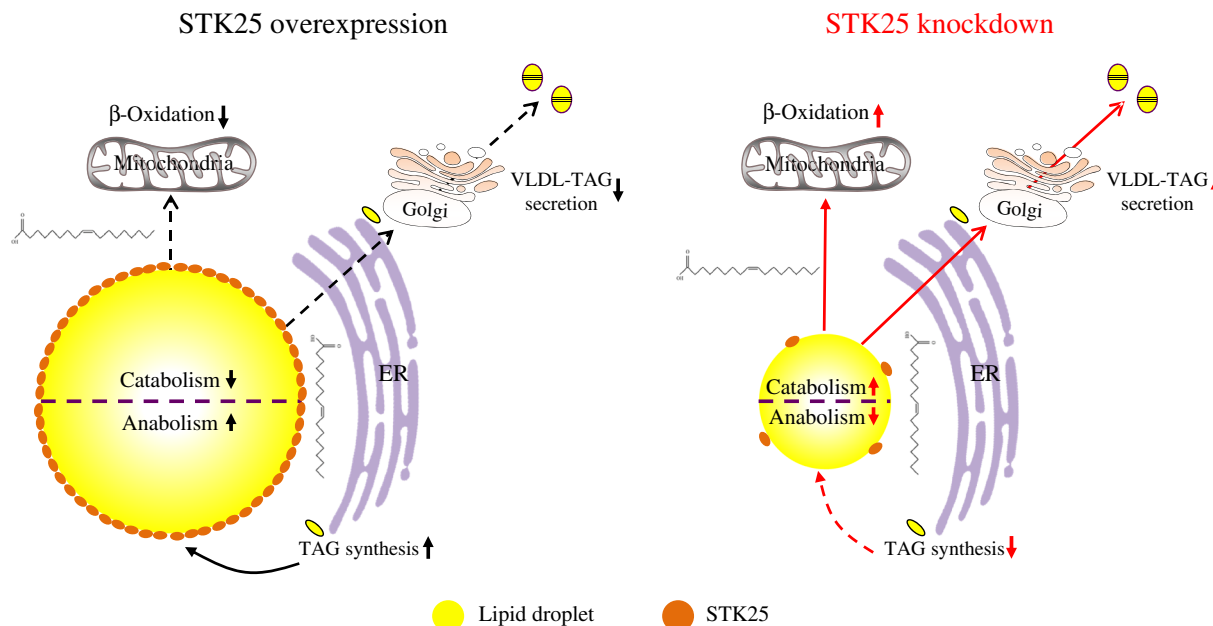 STK25 overexpression
β-Oxidation
Mitochondria
VLDL-TAG
secretion
Golgi
ER
Catabolism
Anabolism
TAG synthesis
STK25 knockdown
β-Oxidation
Mitochondria
VLDL-TAG
secretion
Golgi
ER
Catabolism
Anabolism
TAG synthesis
Lipid droplet
STK25